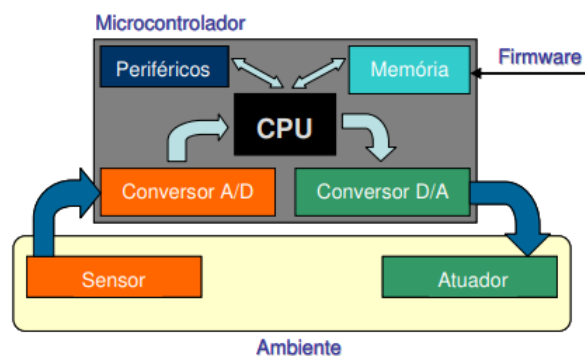 Microcontrolador
Periféricos
Memória
Firmware
CPU
Conversor A/D
Conversor D/A
Sensor
Atuador
Ambiente